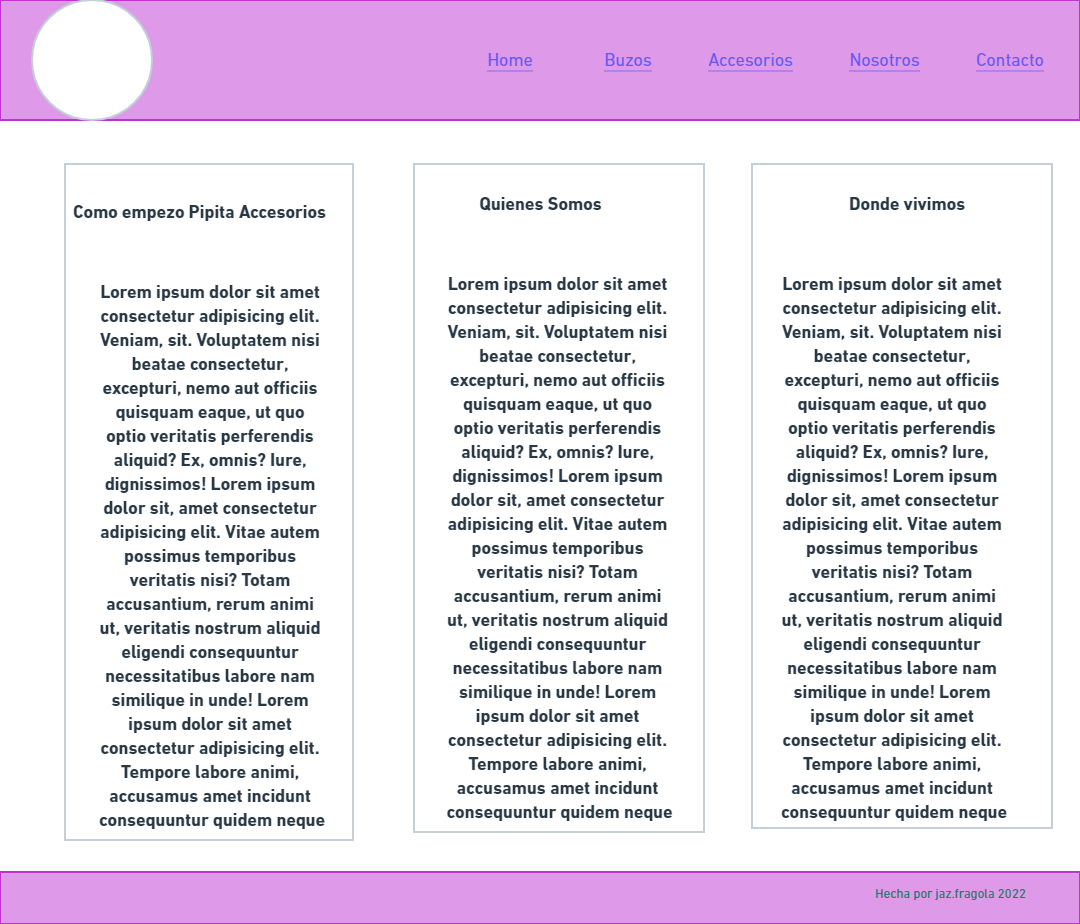 Home
Buzos
Accesorios
Nosotros
Contacto
Como empezo Pipita Accesorios
Lorem ipsum dolor sit amet
consectetur adipisicing elit.
Veniam, sit. Voluptatem nisi
beatae consectetur,
excepturi, nemo aut officiis
quisquam eaque, ut quo
optio veritatis perferendis
aliquid? Ex, omnis? Iure,
dignissimos! Lorem ipsum
dolor sit, amet consectetur
adipisicing elit. Vitae autem
possimus temporibus
veritatis nisi? Totam
accusantium, rerum animi
ut, veritatis nostrum aliquid
eligendi consequuntur
necessitatibus labore nam
similique in unde! Lorem
ipsum dolor sit amet
consectetur adipisicing elit.
Tempore labore animi,
accusamus amet incidunt
consequuntur quidem neque
Quienes Somos
Lorem ipsum dolor sit amet
consectetur adipisicing elit.
Veniam, sit. Voluptatem nisi
beatae consectetur,
excepturi, nemo aut officiis
quisquam eaque, ut quo
optio veritatis perferendis
aliquid? Ex, omnis? Iure,
dignissimos! Lorem ipsum
dolor sit, amet consectetur
adipisicing elit. Vitae autem
possimus temporibus
veritatis nisi? Totam
accusantium, rerum animi
ut, veritatis nostrum aliquid
eligendi consequuntur
necessitatibus labore nam
similique in unde! Lorem
ipsum dolor sit amet
consectetur adipisicing elit.
Tempore labore animi,
accusamus amet incidunt
consequuntur quidem neque
Donde vivimos
Lorem ipsum dolor sit amet
consectetur adipisicing elit.
Veniam, sit. Voluptatem nisi
beatae consectetur,
excepturi, nemo aut officiis
quisquam eaque, ut quo
optio veritatis perferendis
aliquid? Ex, omnis? Iure,
dignissimos! Lorem ipsum
dolor sit, amet consectetur
adipisicing elit. Vitae autem
possimus temporibus
veritatis nisi? Totam
accusantium, rerum animi
ut, veritatis nostrum aliquid
eligendi consequuntur
necessitatibus labore nam
similique in unde! Lorem
ipsum dolor sit amet
consectetur adipisicing elit.
Tempore labore animi,
accusamus amet incidunt
consequuntur quidem neque
Hecha por jaz.fragola 2022